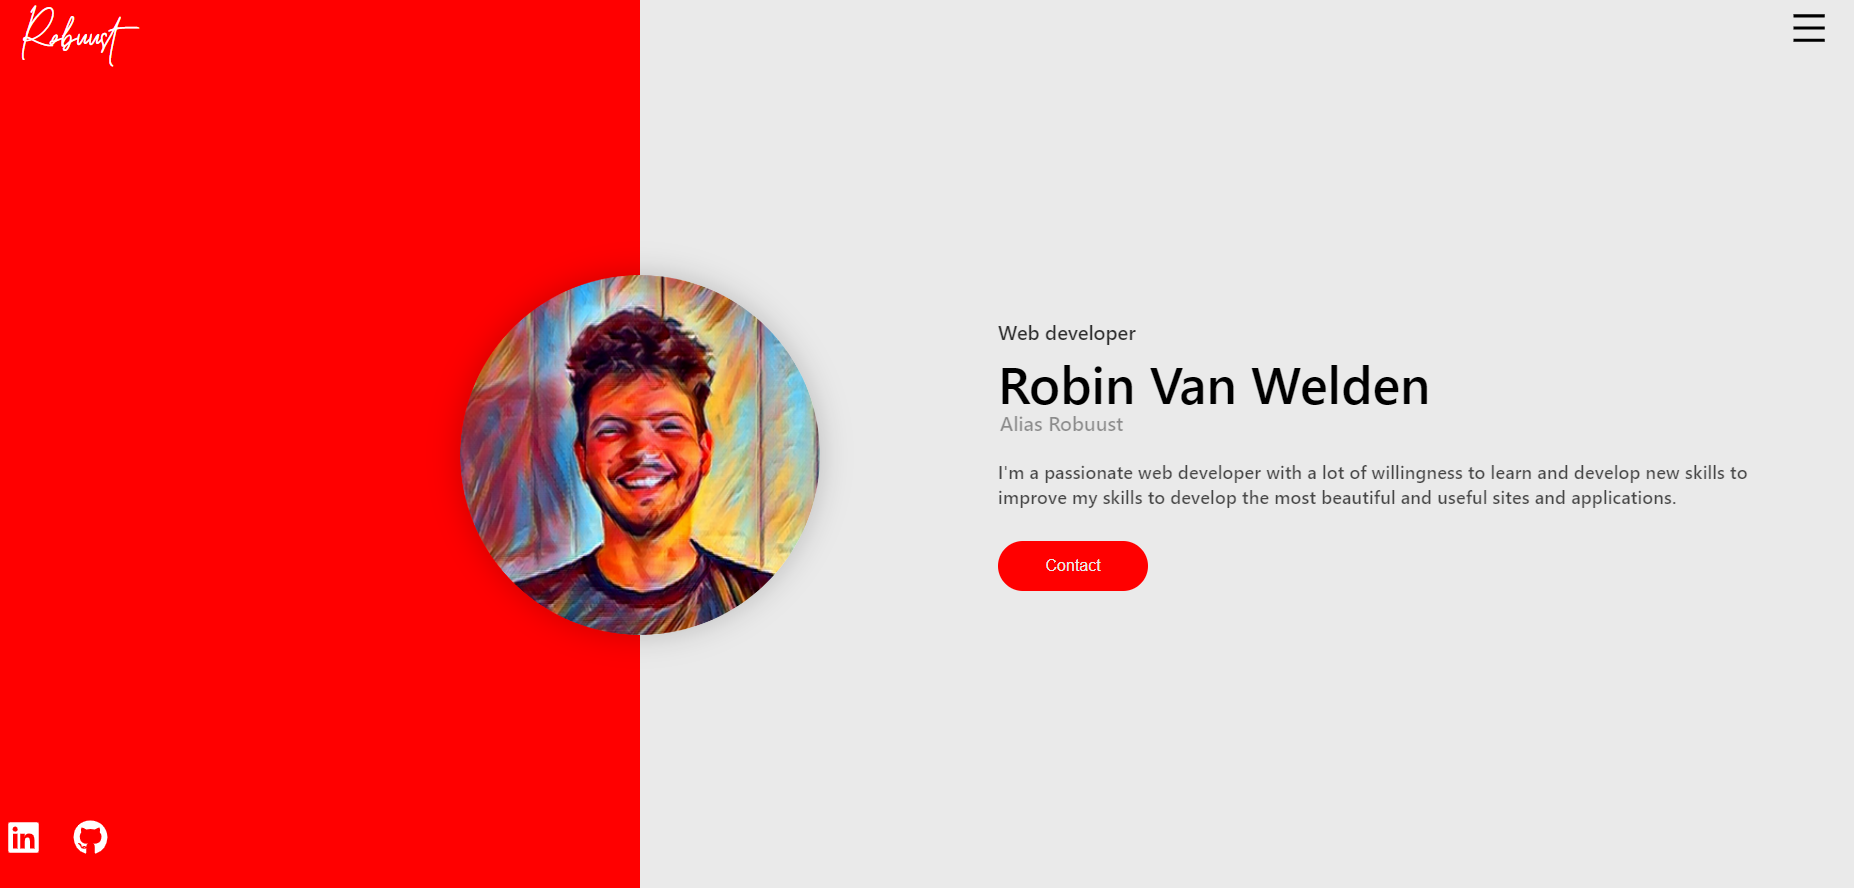 Robuust
Web developer
Robin Van Welden
Alias Robuust
I'm a passionate web developer with a lot of willingness to learn and develop new skills to
improve my skills to develop the most beautiful and useful sites and applications.
Contact
in